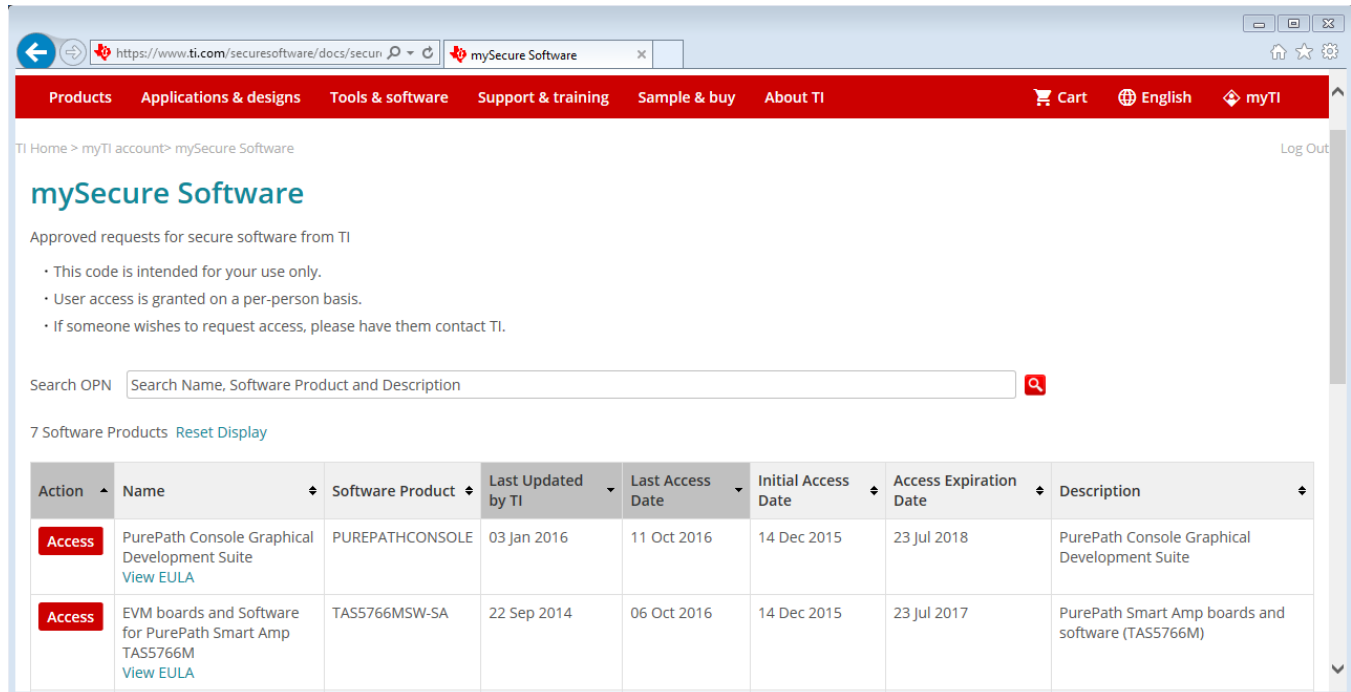 https://www.ti.com/securesoftware/docs/secure
mySecure Software
Products Applications & designs Tools & software Support & training Sample & buy About TI Cart English myTI
TI Home > myTI account> mySecure Software Log Out
mySecure Software
Approved requests for secure software from TI
• This code is intended for your use only.
• User access is granted on a per-person basis.
• If someone wishes to request access, please have them contact TI.
Search OPN Search Name, Software Product and Description
7 Software Products Reset Display
Action Name Software Product Last Updated by TI Last Access Date Initial Access Date Access Expiration Date Description
Access PurePath Console Graphical PUREPATHCONSOLE 03 Jan 2016 11 Oct 2016 14 Dec 2015 23 Jul 2018 PurePath Console Graphical
Development Suite Development Suite
View EULA
Access EVM boards and Software TAS5766MSW-SA 22 Sep 2014 06 Oct 2016 14 Dec 2015 23 Jul 2017 PurePath Smart Amp boards and
for PurePath Smart Amp software (TAS5766M)
TAS5766M
View EULA